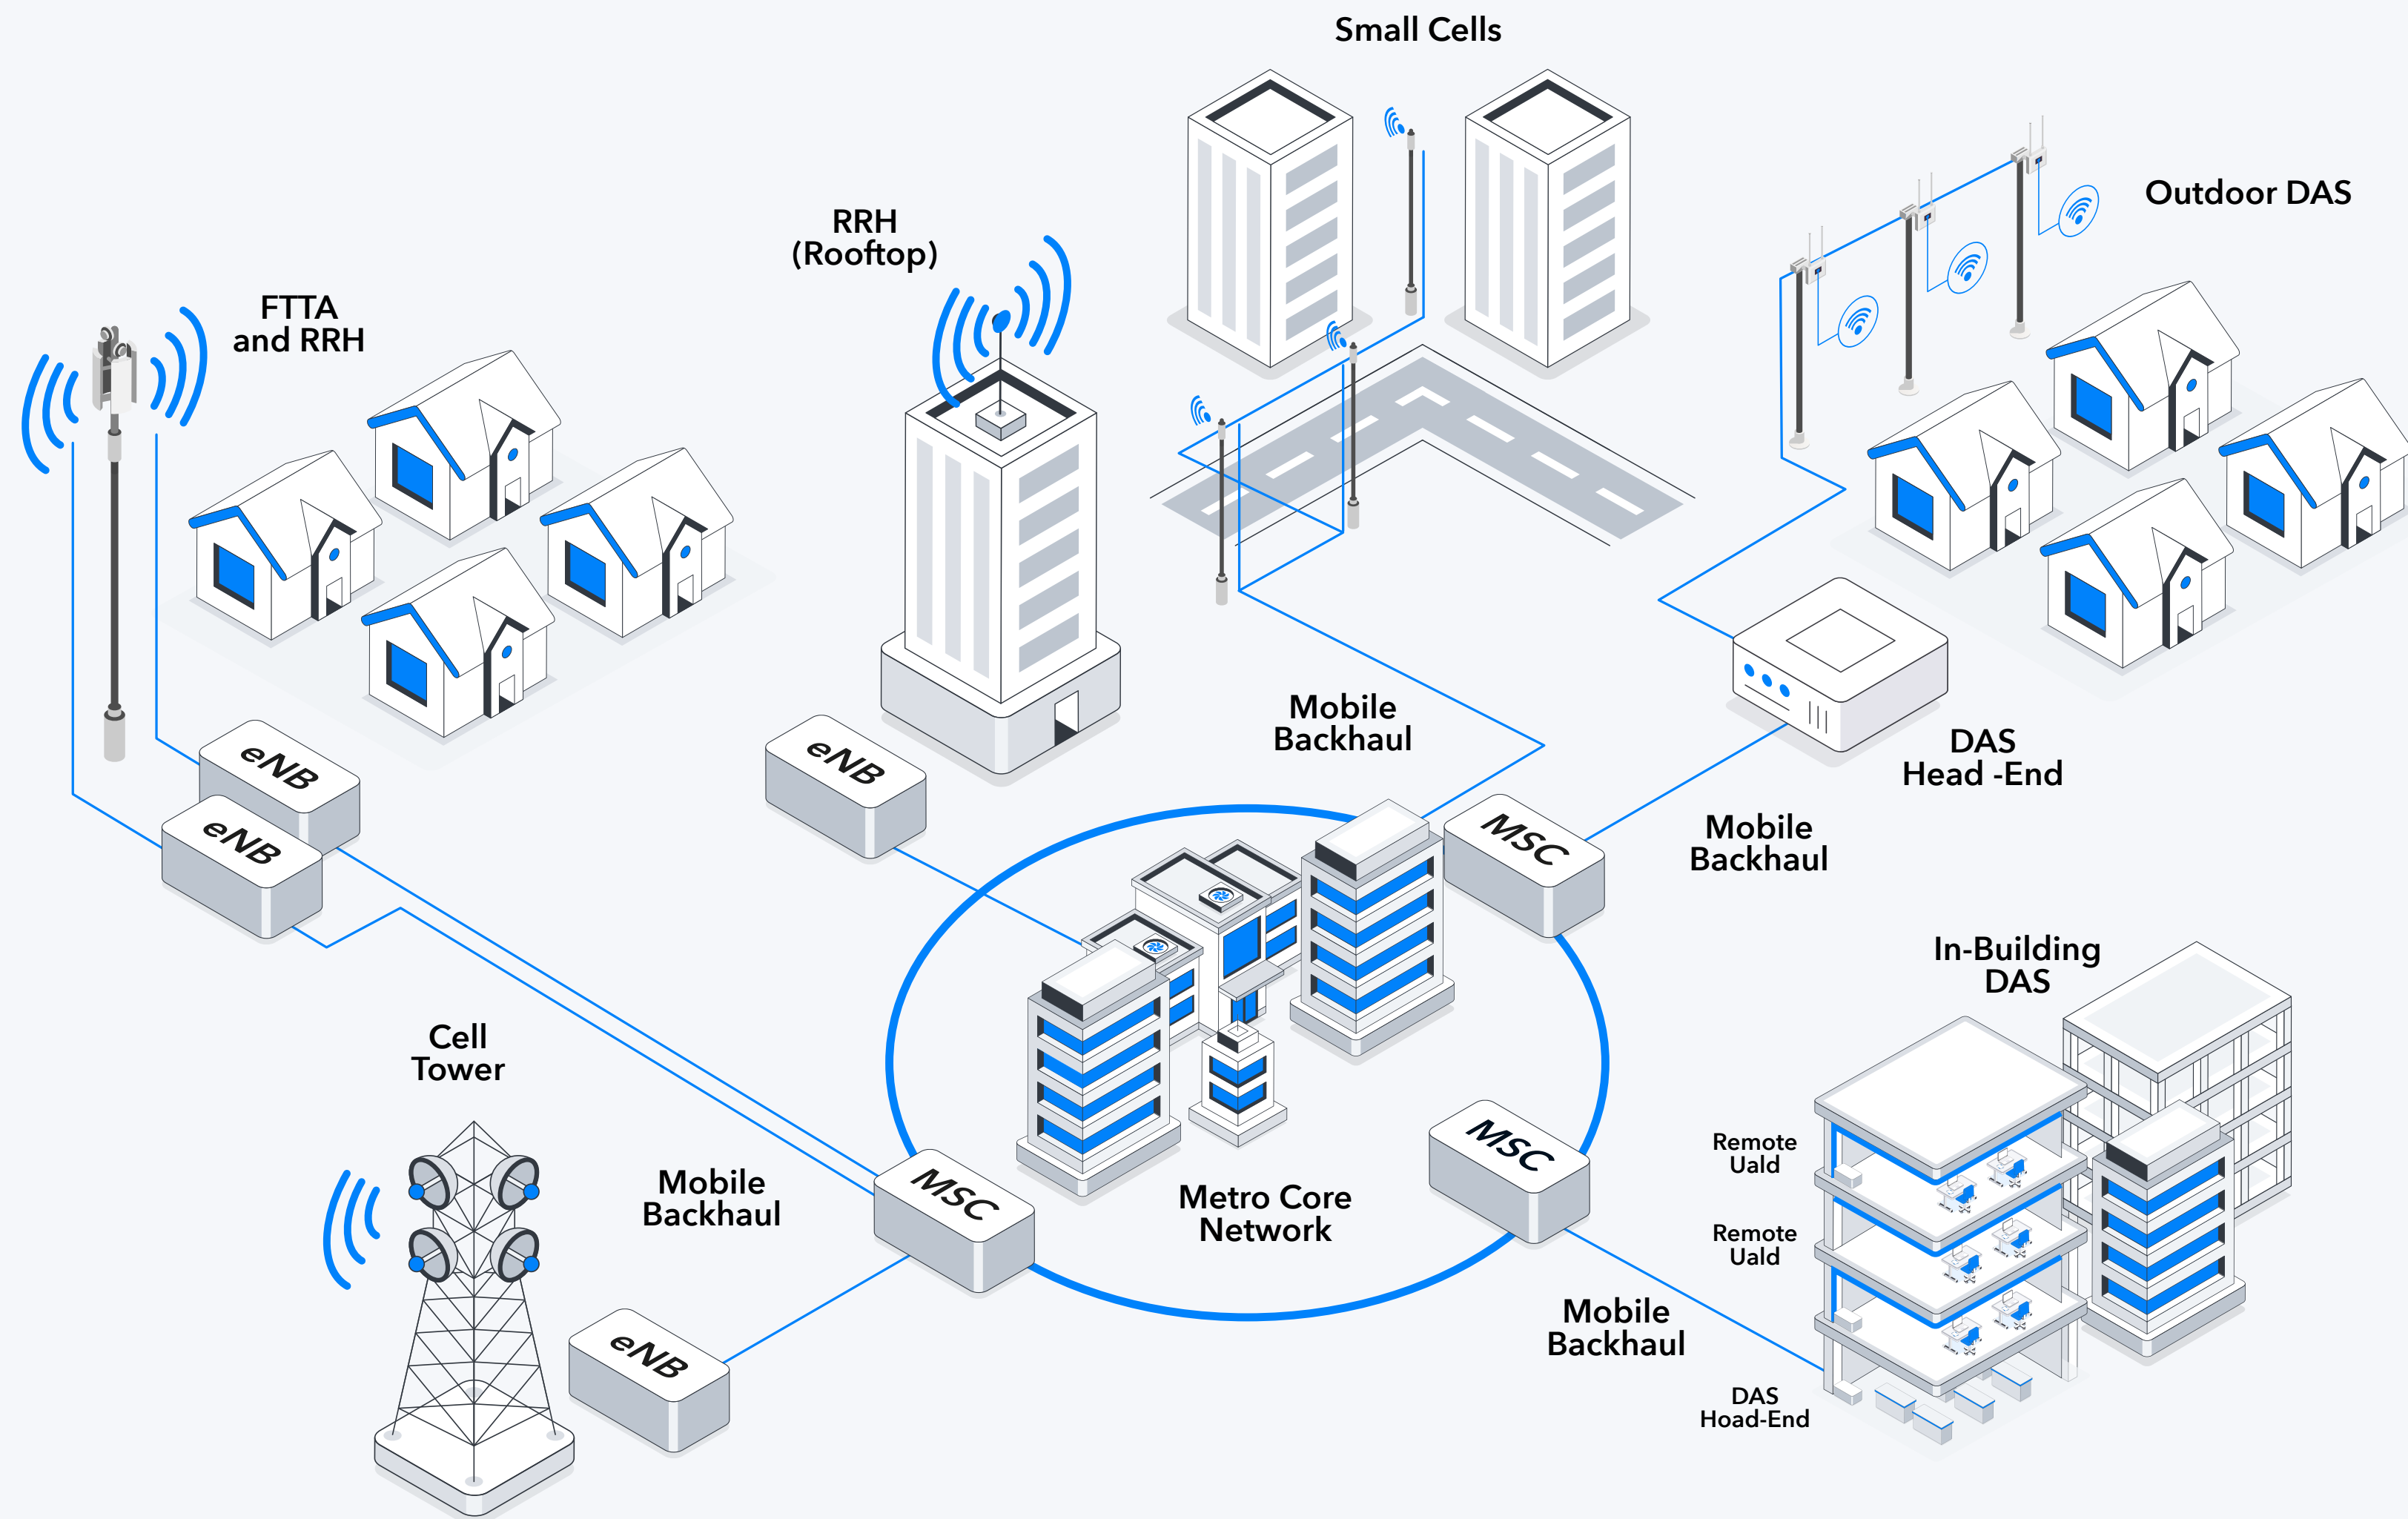 Small Cells
Outdoor DAS
RRH
(Rooftop)
FTTA
and RRH
Mobile
Backhaul
DAS
Head -End
eNB
eNB
eNB
MSC
Mobile
Backhaul
In-Building
DAS
Cell
Tower
Remote
Uald
MSC
Mobile
Backhaul
MSC
Metro Core
Network
Remote
Uald
Mobile
Backhaul
eNB
DAS
Hoad-End